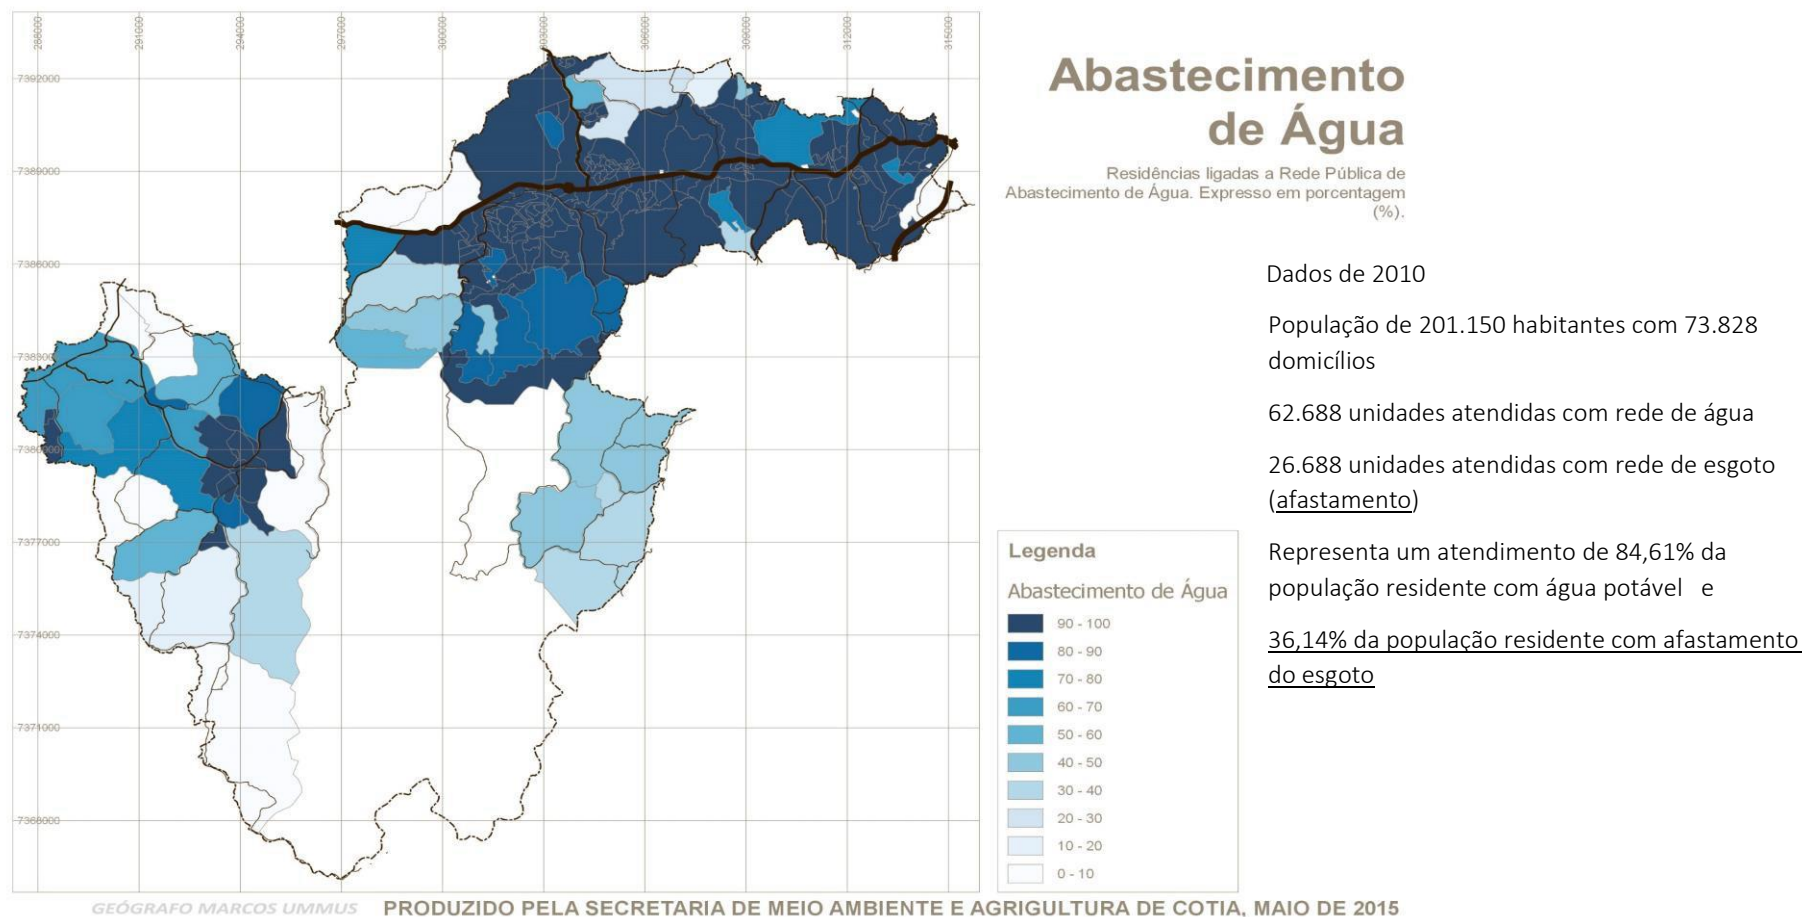 288000 291000 294000 297000 300000 303000 306000 309000 312000 315000
7392000
7389000
7386000
7383000
7380000
7377000
7374000
7371000
7368000
Abastecimento
de Água
Residências ligadas a Rede Pública de
Abastecimento de Água. Expresso em porcentagem
(%).
Dados de 2010
População de 201.150 habitantes com 73.828
domicílios
62.688 unidades atendidas com rede de água
26.688 unidades atendidas com rede de esgoto
(afastamento)
Representa um atendimento de 84,61% da
população residente com água potável e
36,14% da população residente com afastamento
do esgoto
Legenda
Abastecimento de Água
90 - 100
80 - 90
70 - 80
60 - 70
50 - 60
40 - 50
30 - 40
20 - 30
10 - 20
0 - 10
GEÓGRAFO MARCOS UMMUS PRODUZIDO PELA SECRETARIA DE MEIO AMBIENTE E AGRIGULTURA DE COTIA, MAIO DE 2015